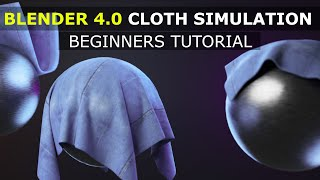 BLENDER 4.0 CLOTH SIMULATION
BEGINNERS TUTORIAL